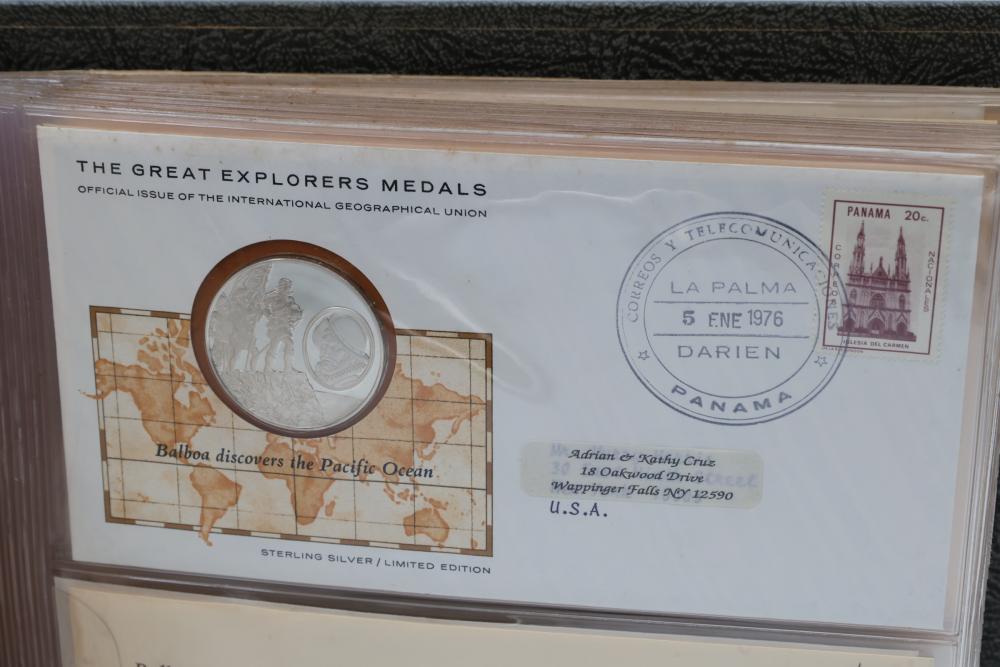 THE GREAT EXPLORERS MEDALS
OFFICIAL ISSUE OF THE INTERNATIONAL GEOGRAPHICAL UNION
Balboa discovers the Pacific Ocean
STERLING SILVER / LIMITED EDITION
CORREOS Y TELECOMUNICACIONES
LA PALMA
5 ENE 1976
DARIEN
PANAMA
PANAMA 20c.
CORREOS
NACIONALES
IGLESIA DEL CARMEN
Adrian & Kathy Cruz
18 Oakwood Drive
Wappinger Falls NY 12590
U.S.A.